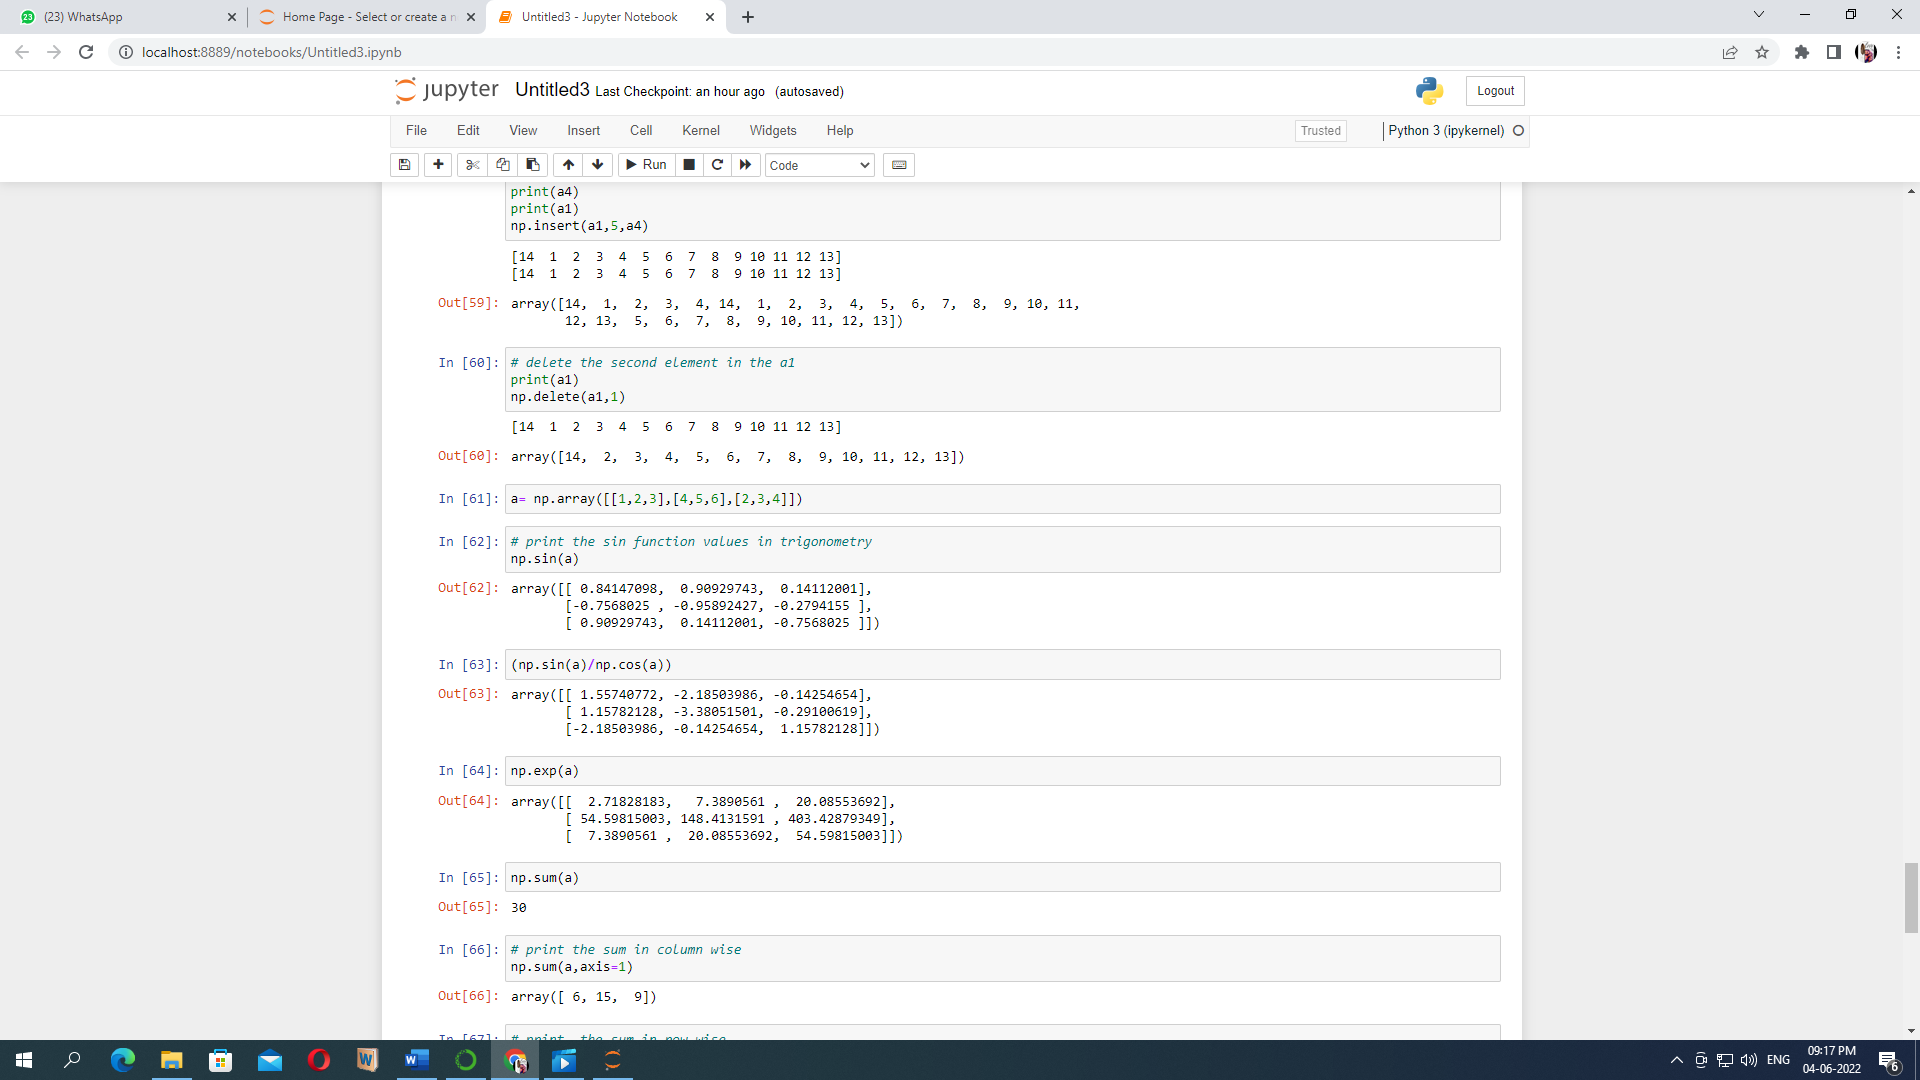 (23) WhatsApp
Home Page - Select or create a n
Untitled3 - Jupyter Notebook
localhost:8889/notebooks/Untitled3.ipynb
jupyter Untitled3 Last Checkpoint: an hour ago (autosaved)
Logout
File Edit View Insert Cell Kernel Widgets Help
Trusted
Python 3 (ipykernel)
Run
Code
print(a4)
print(a1)
np.insert(a1,5,a4)
[14  1  2  3  4  5  6  7  8  9 10 11 12 13]
[14  1  2  3  4  5  6  7  8  9 10 11 12 13]
Out[59]: array([14,  1,  2,  3,  4, 14,  1,  2,  3,  4,  5,  6,  7,  8,  9, 10, 11,
12, 13,  5,  6,  7,  8,  9, 10, 11, 12, 13])
In [60]: # delete the second element in the a1
print(a1)
np.delete(a1,1)
[14  1  2  3  4  5  6  7  8  9 10 11 12 13]
Out[60]: array([14,  2,  3,  4,  5,  6,  7,  8,  9, 10, 11, 12, 13])
In [61]: a= np.array([[1,2,3],[4,5,6],[2,3,4]])
In [62]: # print the sin function values in trigonometry
np.sin(a)
Out[62]: array([[ 0.84147098,  0.90929743,  0.14112001],
[-0.7568025 , -0.95892427, -0.2794155 ],
[ 0.90929743,  0.14112001, -0.7568025 ]])
In [63]: (np.sin(a)/np.cos(a))
Out[63]: array([[ 1.55740772, -2.18503986, -0.14254654],
[ 1.15782128, -3.38051501, -0.29100619],
[-2.18503986, -0.14254654,  1.15782128]])
In [64]: np.exp(a)
Out[64]: array([[  2.71828183,   7.3890561 ,  20.08553692],
[ 54.59815003, 148.4131591 , 403.42879349],
[  7.3890561 ,  20.08553692,  54.59815003]])
In [65]: np.sum(a)
Out[65]: 30
In [66]: # print the sum in column wise
np.sum(a,axis=1)
Out[66]: array([ 6, 15,  9])
In [67]: # print  the sum in row wise
ENG
09:17 PM
04-06-2022
6